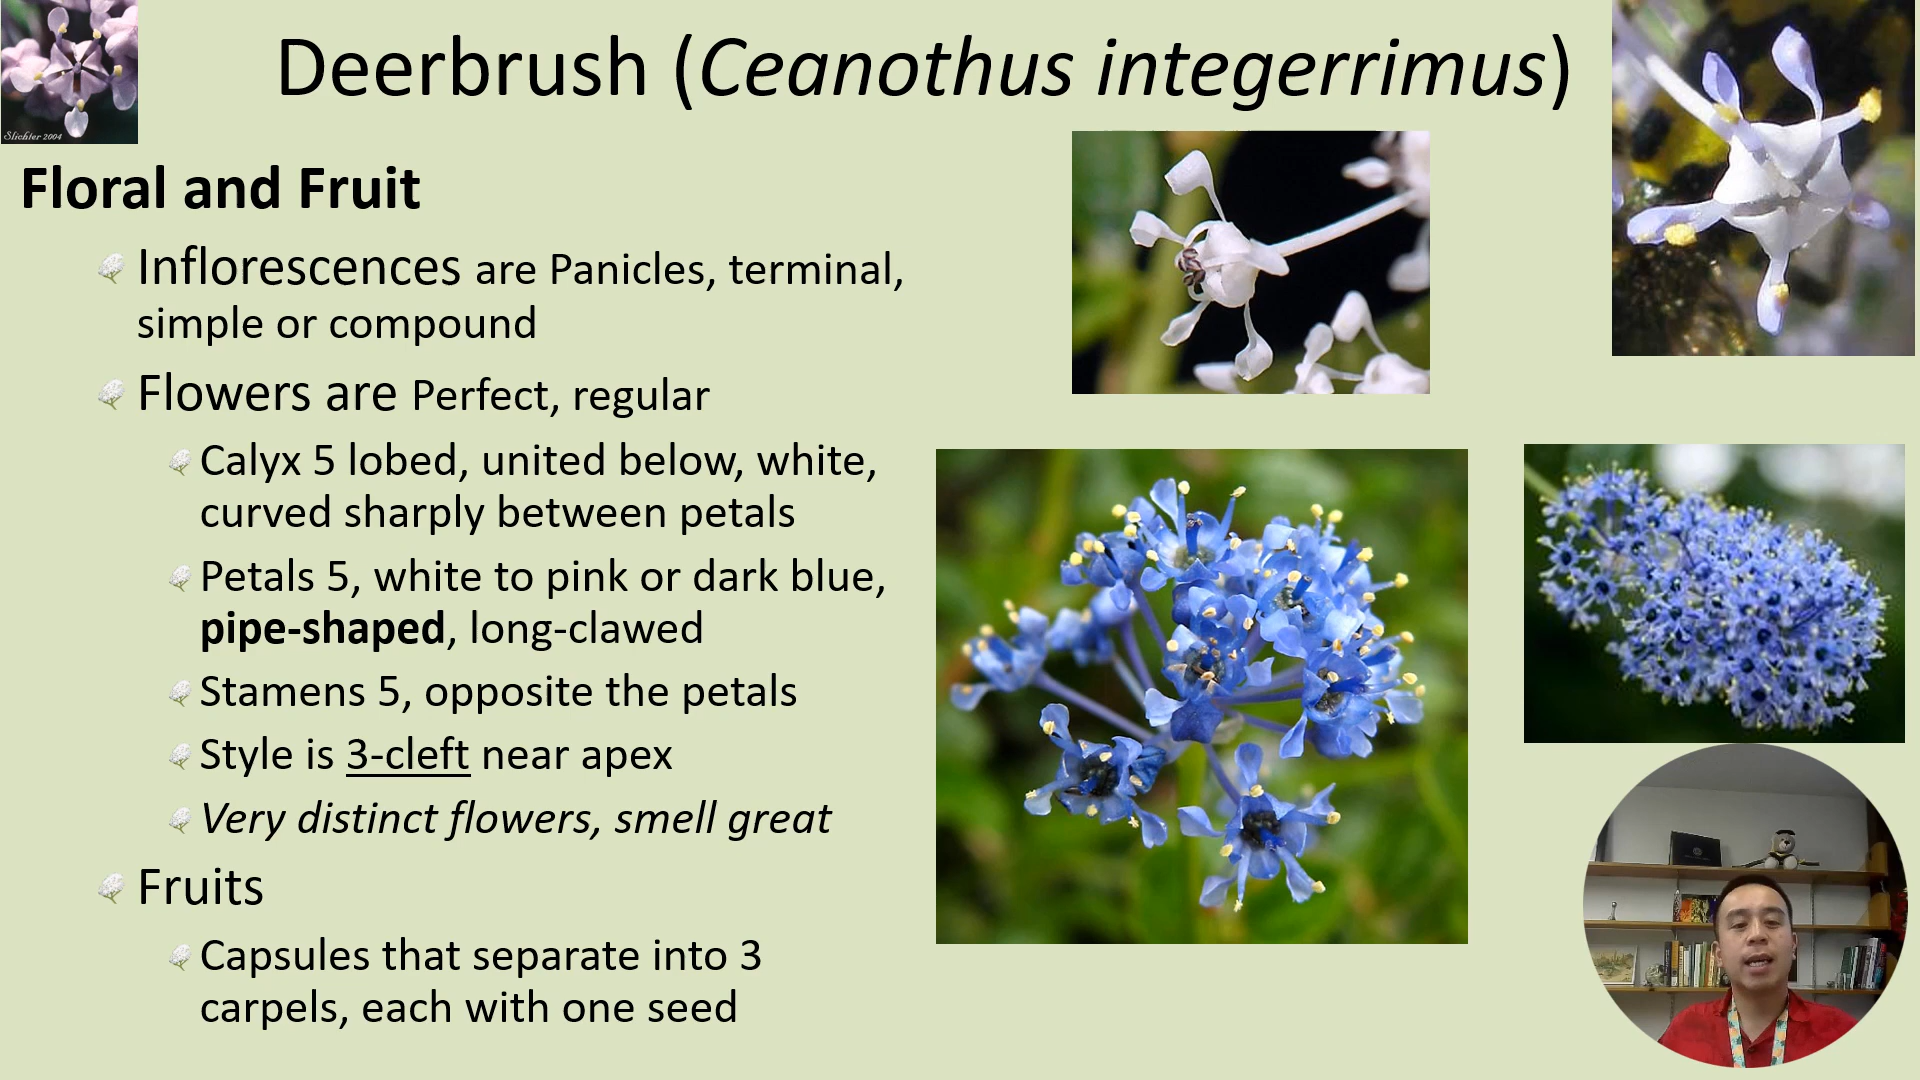 Deerbrush (Ceanothus integerrimus)
Slichter 2004
Floral and Fruit
Inflorescences are Panicles, terminal,
simple or compound
Flowers are Perfect, regular
Calyx 5 lobed, united below, white,
curved sharply between petals
Petals 5, white to pink or dark blue,
pipe-shaped, long-clawed
Stamens 5, opposite the petals
Style is 3-cleft near apex
Very distinct flowers, smell great
Fruits
Capsules that separate into 3
carpels, each with one seed